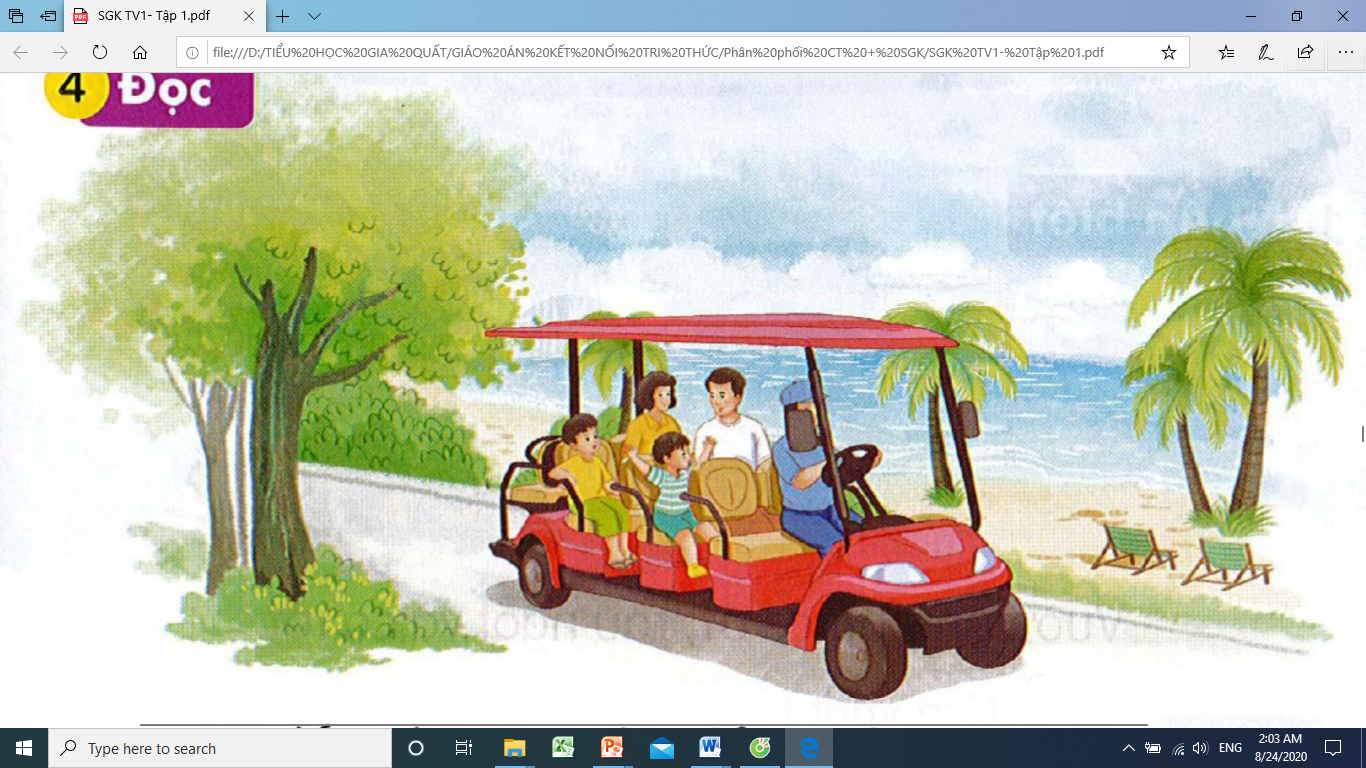 SGK TV1- Tập 1.pdf
file:///D:/TIỂU%20HỌC%20GIA%20QUẤT/GIÁO%20ÁN%20KẾT%20NỐI%20TRI%20THỨC/Phân%20phối%20CT%20+%20SGK/SGK%20TV1-%20Tập%201.pdf
4 Đọc
Type here to search
ENG
2:03 AM
8/24/2020